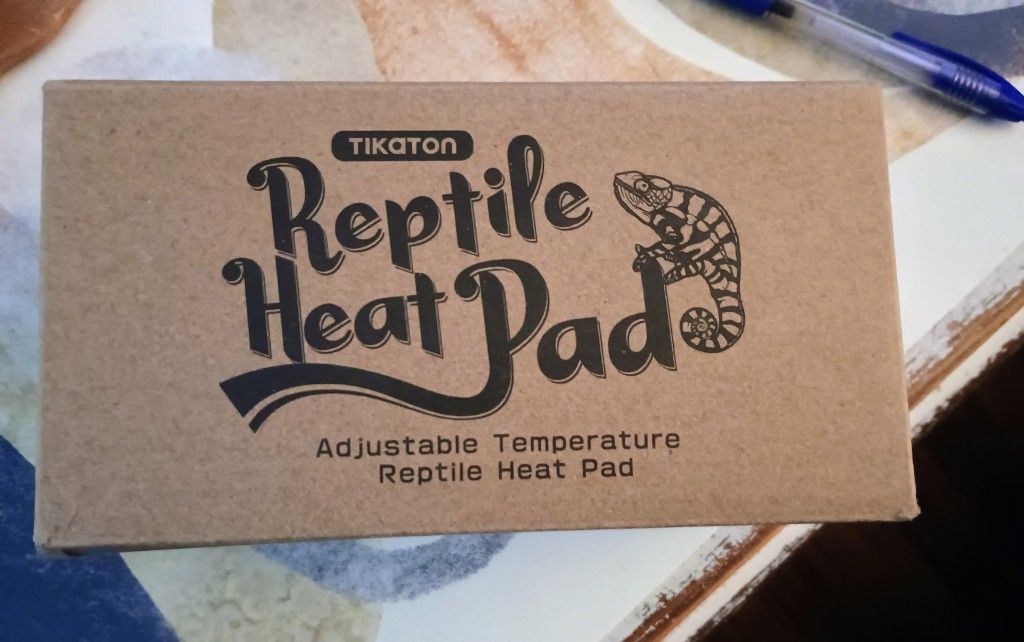 TIKATON
Reptile
Heat Pad
Adjustable Temperature
Reptile Heat Pad